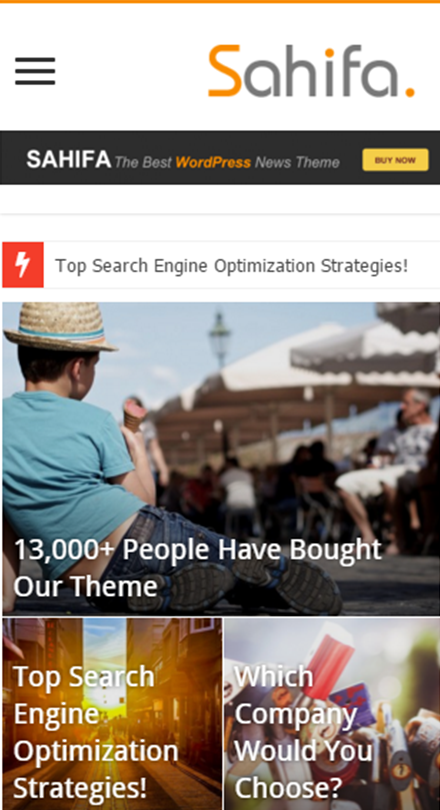 Sahifa.
SAHIFA The Best WordPress News Theme BUY NOW
Top Search Engine Optimization Strategies!
13,000+ People Have Bought
Our Theme
Top Search
Engine
Optimization
Strategies!
Which
Company
Would You
Choose?